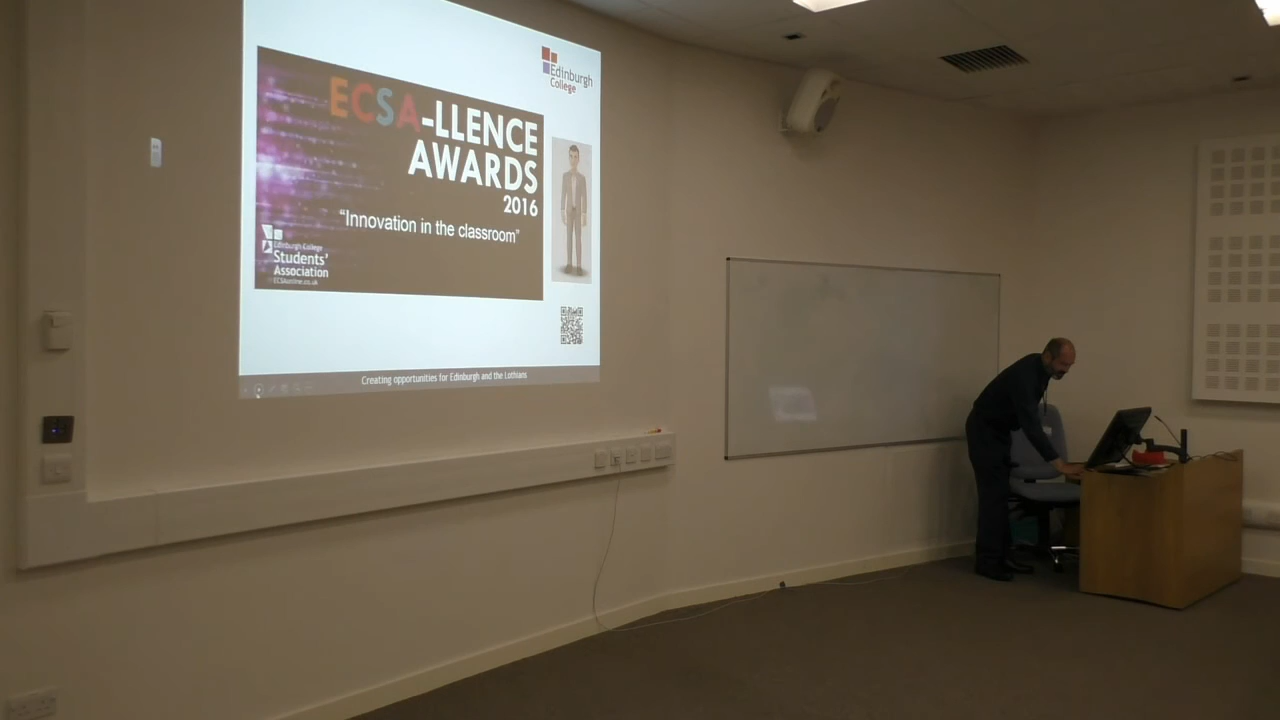 Edinburgh
College
ECSA-LLENCE
AWARDS
2016
"Innovation in the classroom"
Edinburgh College
Students'
Association
ECSAonline.co.uk
Creating opportunities for Edinburgh and the Lothians